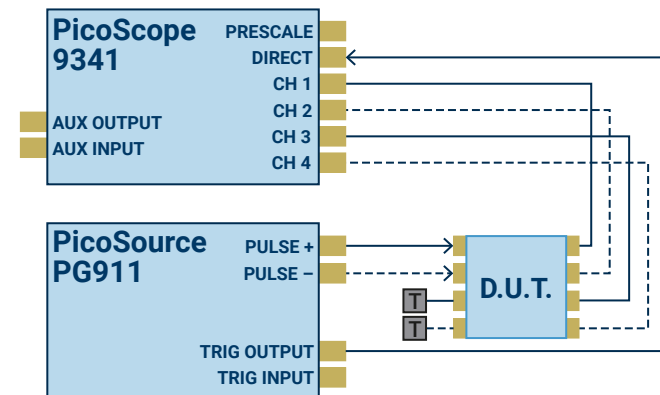 PicoScope
9341
PRESCALE
DIRECT
CH 1
CH 2
CH 3
CH 4
AUX OUTPUT
AUX INPUT
PicoSource
PG911
PULSE +
PULSE –
TRIG OUTPUT
TRIG INPUT
T
T
D.U.T.